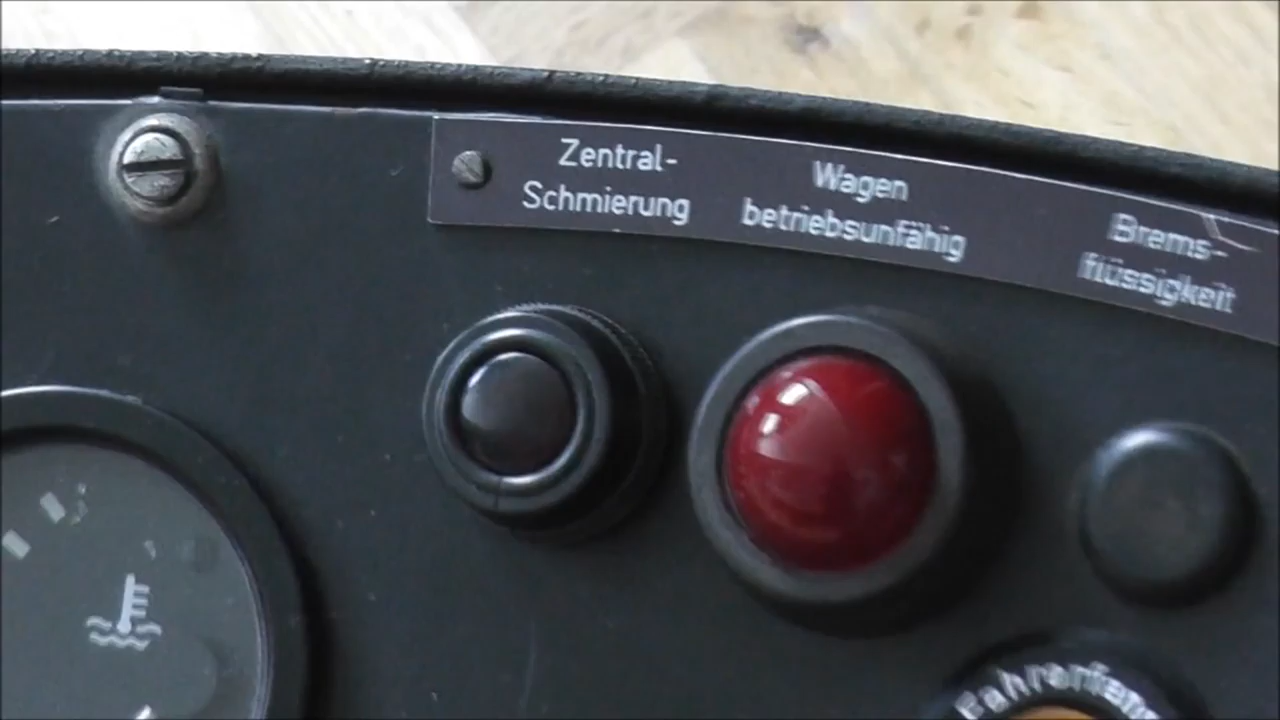 Zentral-
Schmierung
Wagen
betriebsunfähig
Brems-
flüssigkeit